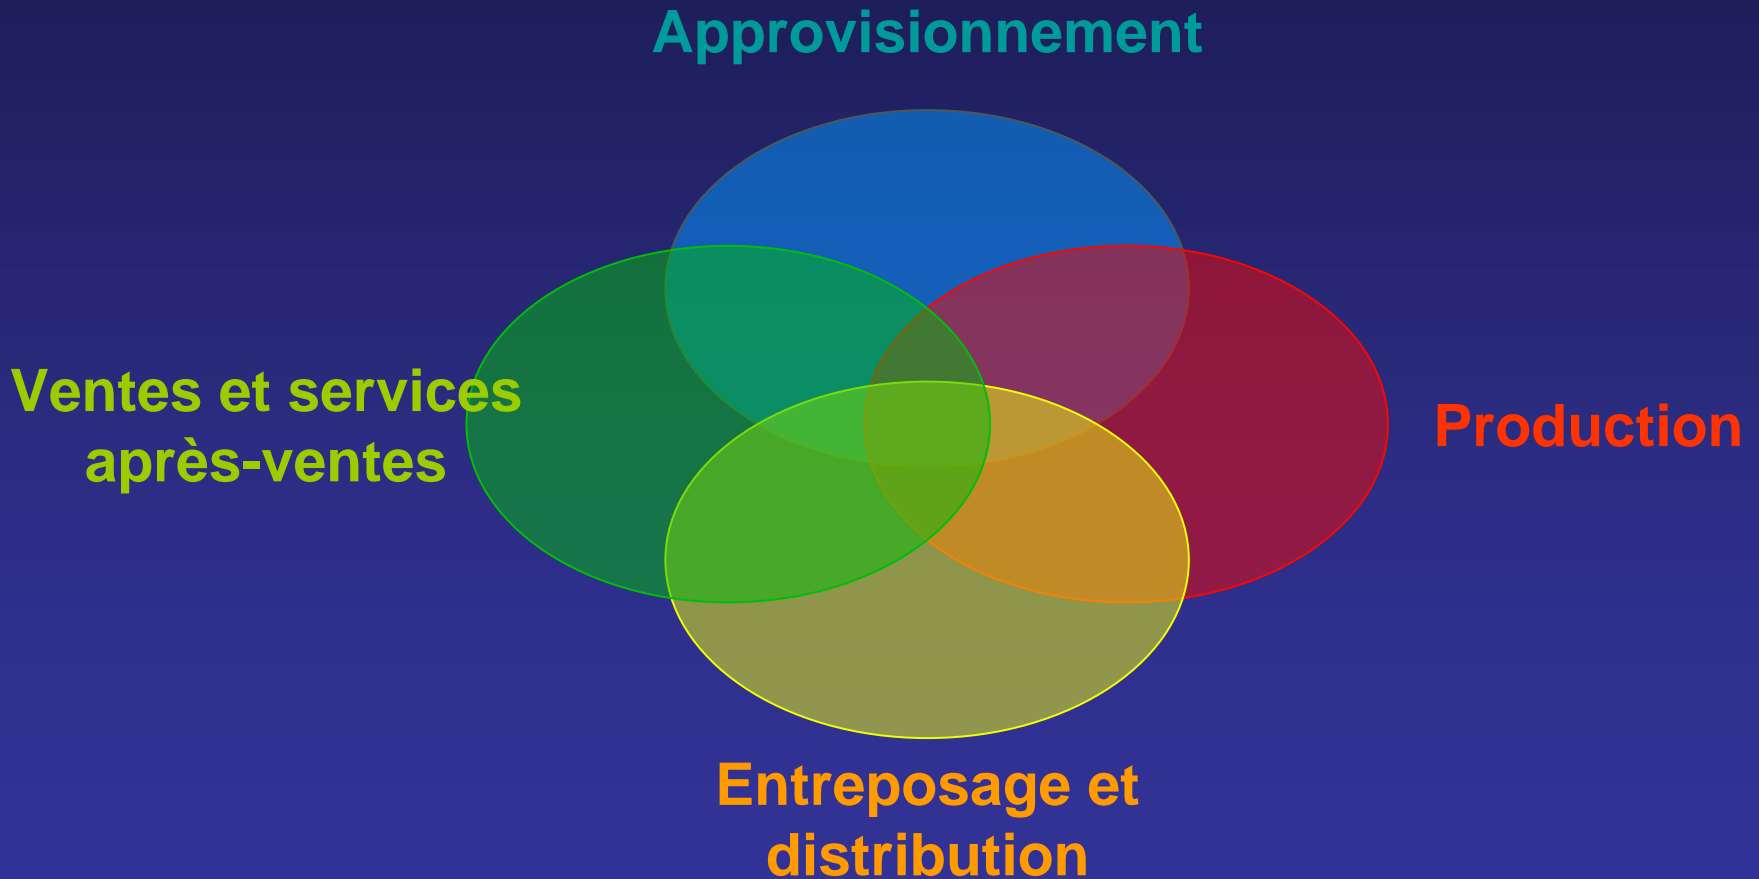 Approvisionnement
Ventes et services
après-ventes
Production
Entreposage et
distribution